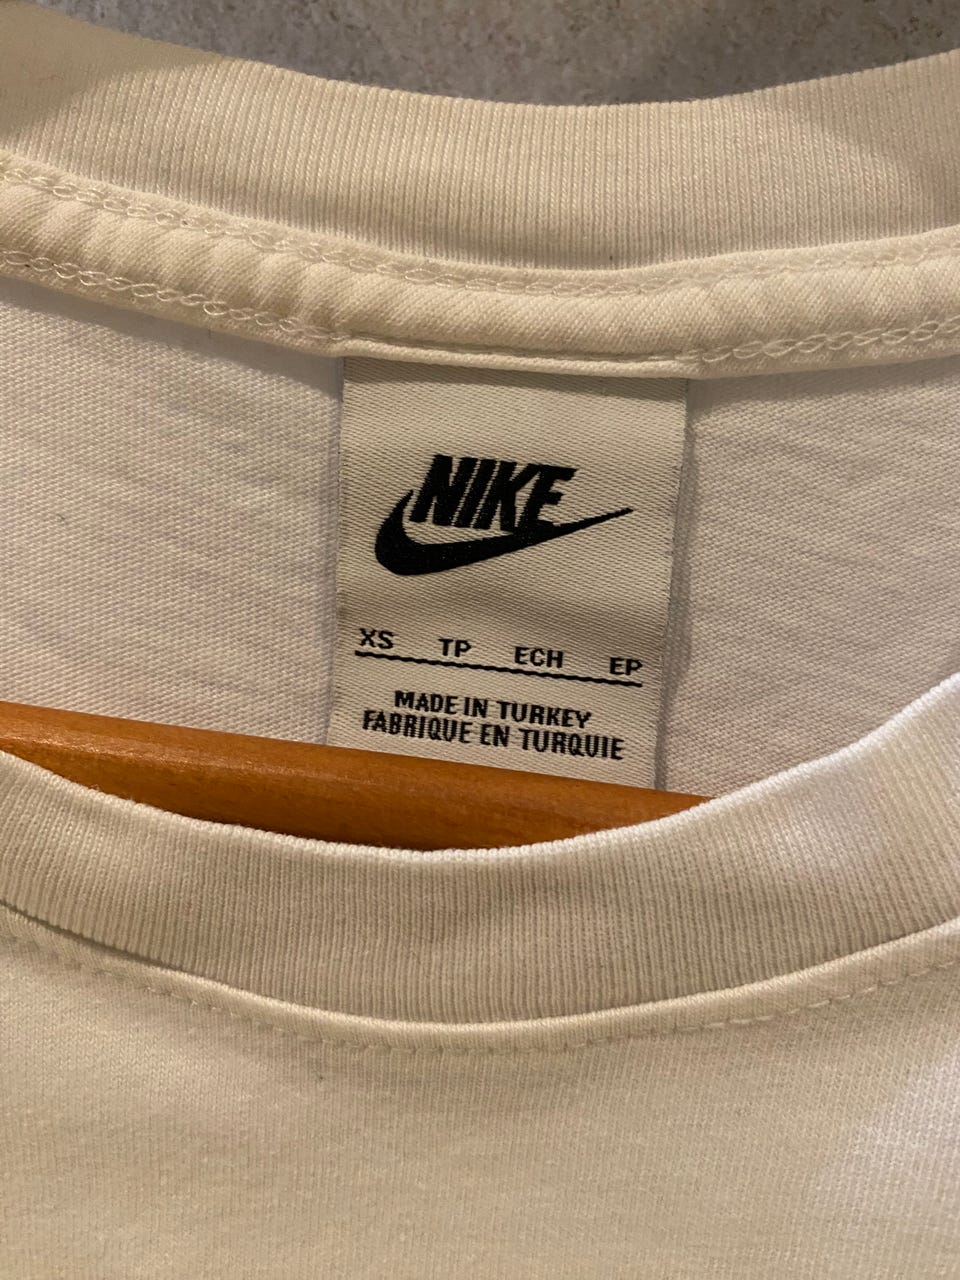 NIKE
XS TP ECH EP
MADE IN TURKEY
FABRIQUE EN TURQUIE